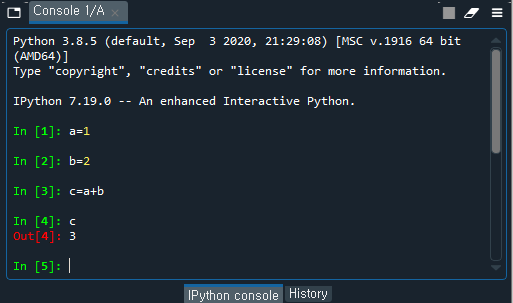 Console 1/A
Python 3.8.5 (default, Sep  3 2020, 21:29:08) [MSC v.1916 64 bit
(AMD64)]
Type "copyright", "credits" or "license" for more information.
IPython 7.19.0 -- An enhanced Interactive Python.
In [1]: a=1
In [2]: b=2
In [3]: c=a+b
In [4]: c
Out[4]: 3
In [5]:
IPython console History